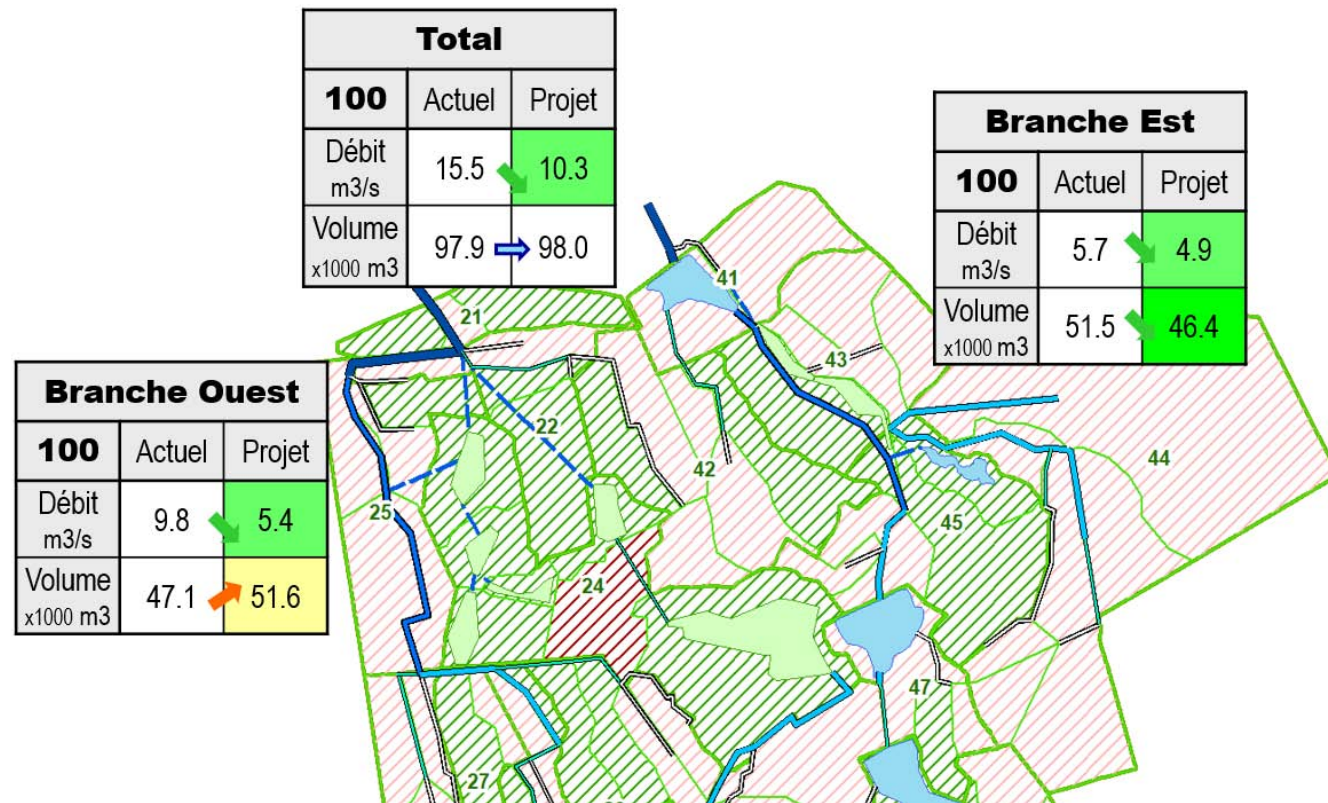 Total
100 Actuel Projet
Débit m3/s 15.5 10.3
Volume x1000 m3 97.9 98.0
Branche Est
100 Actuel Projet
Débit m3/s 5.7 4.9
Volume x1000 m3 51.5 46.4
Branche Ouest
100 Actuel Projet
Débit m3/s 9.8 5.4
Volume x1000 m3 47.1 51.6
41
21
43
22
42
44
25
45
24
47
27